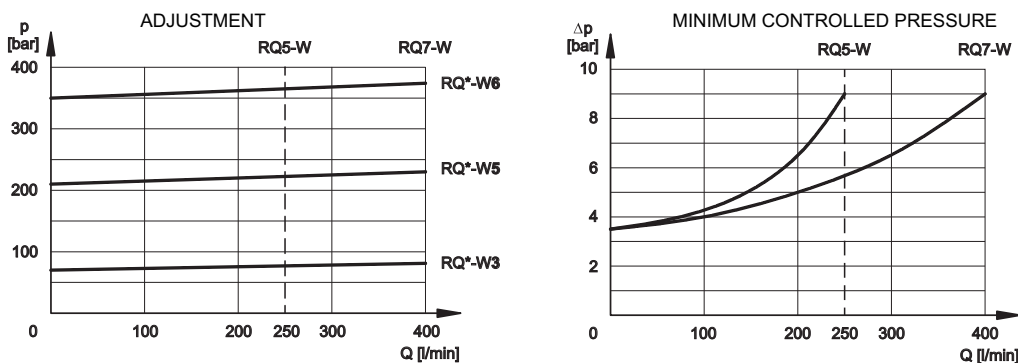 ADJUSTMENT
p
[bar]
RQ5-W
RQ7-W
400
300
200
100
0
RQ*-W6
RQ*-W5
RQ*-W3
100
200
250
300
400
Q [l/min]
MINIMUM CONTROLLED PRESSURE
Δp
[bar]
RQ5-W
RQ7-W
10
8
6
4
2
0
100
200
250
300
400
Q [l/min]